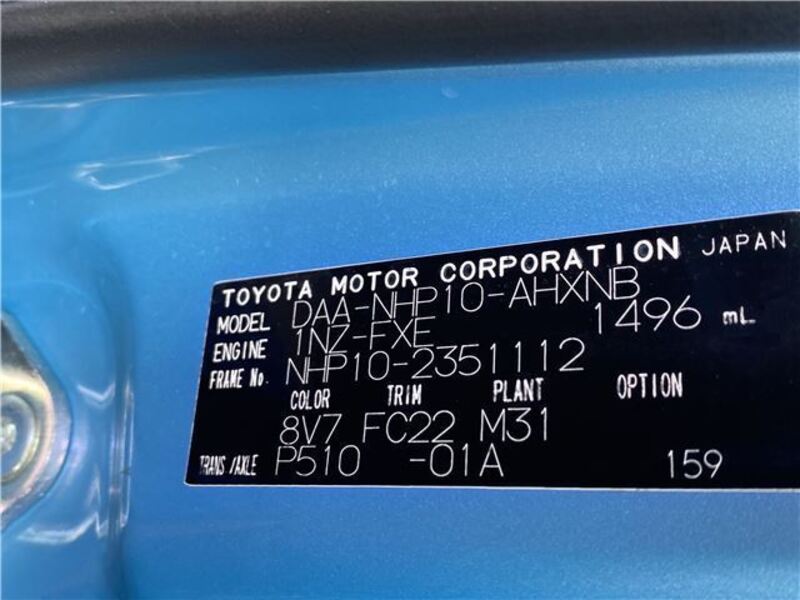 TOYOTA MOTOR CORPORATION JAPAN
MODEL DAA-NHP10-AHXNB
ENGINE 1NZ-FXE 1496 mL
FRAME No. NHP10-2351112
COLOR TRIM PLANT OPTION
8V7 FC22 M31
TRANS./AXLE P510 -01A 159